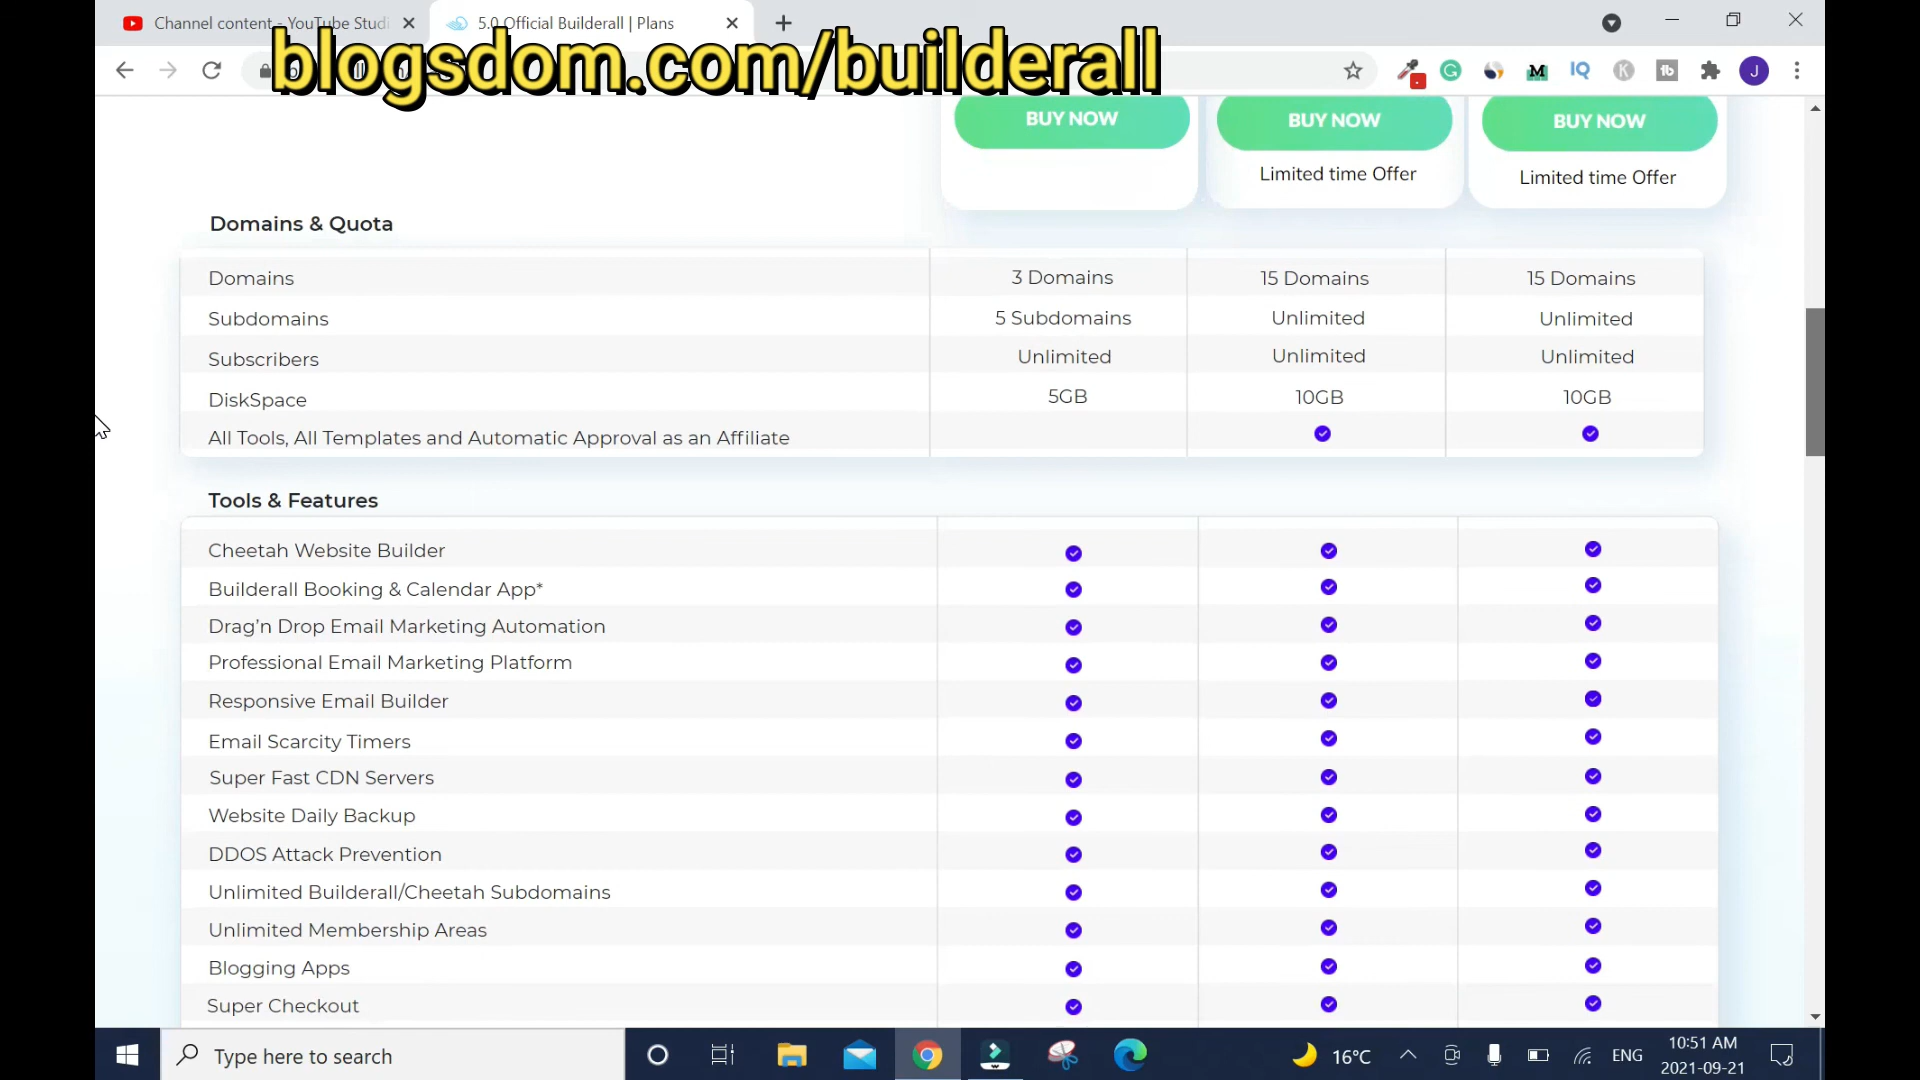 Channel content - YouTube Studi
5.0 Official Builderall | Plans
blogsdom.com/builderall
BUY NOW
BUY NOW
BUY NOW
Limited time Offer
Limited time Offer
Domains & Quota
Domains 3 Domains 15 Domains 15 Domains
Subdomains 5 Subdomains Unlimited Unlimited
Subscribers Unlimited Unlimited Unlimited
DiskSpace 5GB 10GB 10GB
All Tools, All Templates and Automatic Approval as an Affiliate
Tools & Features
Cheetah Website Builder
Builderall Booking & Calendar App*
Drag'n Drop Email Marketing Automation
Professional Email Marketing Platform
Responsive Email Builder
Email Scarcity Timers
Super Fast CDN Servers
Website Daily Backup
DDOS Attack Prevention
Unlimited Builderall/Cheetah Subdomains
Unlimited Membership Areas
Blogging Apps
Super Checkout
Type here to search
16°C
ENG
10:51 AM
2021-09-21